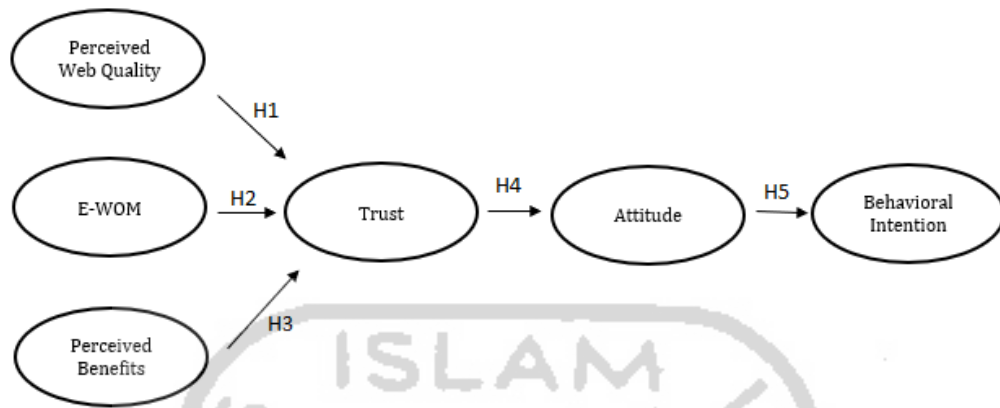 Perceived
Web Quality
H1
E-WOM
H2
Trust
H4
Attitude
H5
Behavioral
Intention
H3
Perceived
Benefits
ISLAM